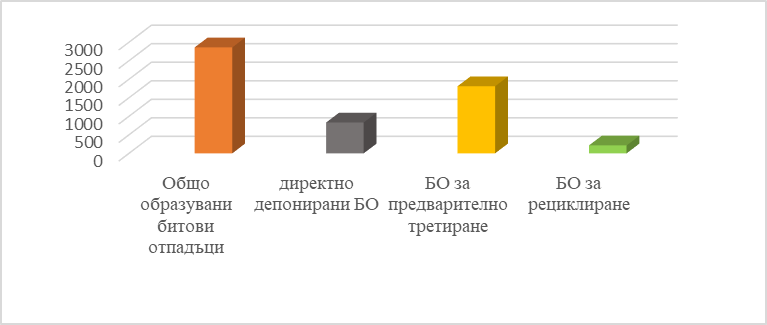 3000
2500
2000
1500
1000
500
0
Общо
образувани
битови
отпадъци
директно
депонирани БО
БО за
предварително
третиране
БО за
рециклиране